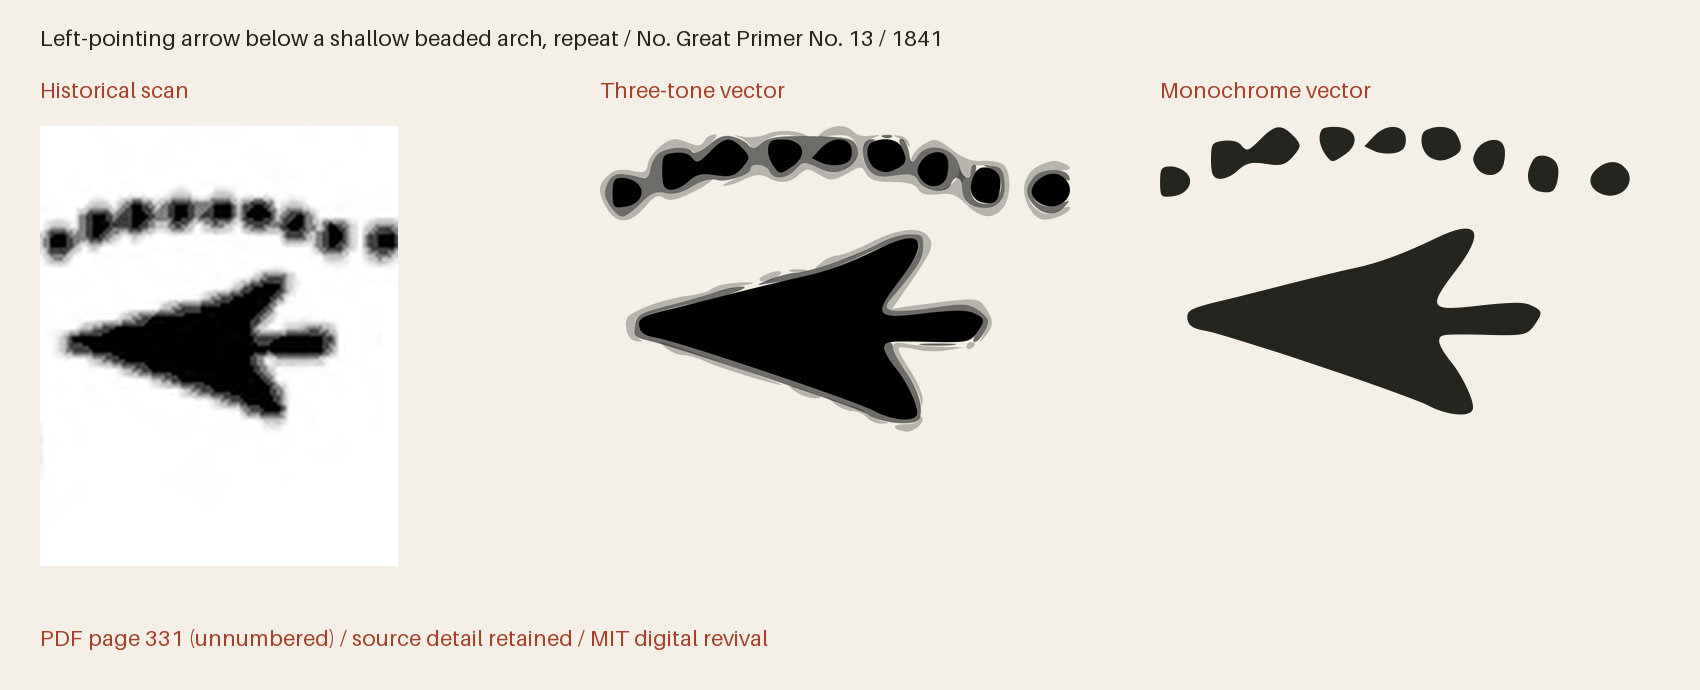 Left-pointing arrow below a shallow beaded arch, repeat / No. Great Primer No. 13 / 1841
Historical scan
Three-tone vector
Monochrome vector
PDF page 331 (unnumbered) / source detail retained / MIT digital revival